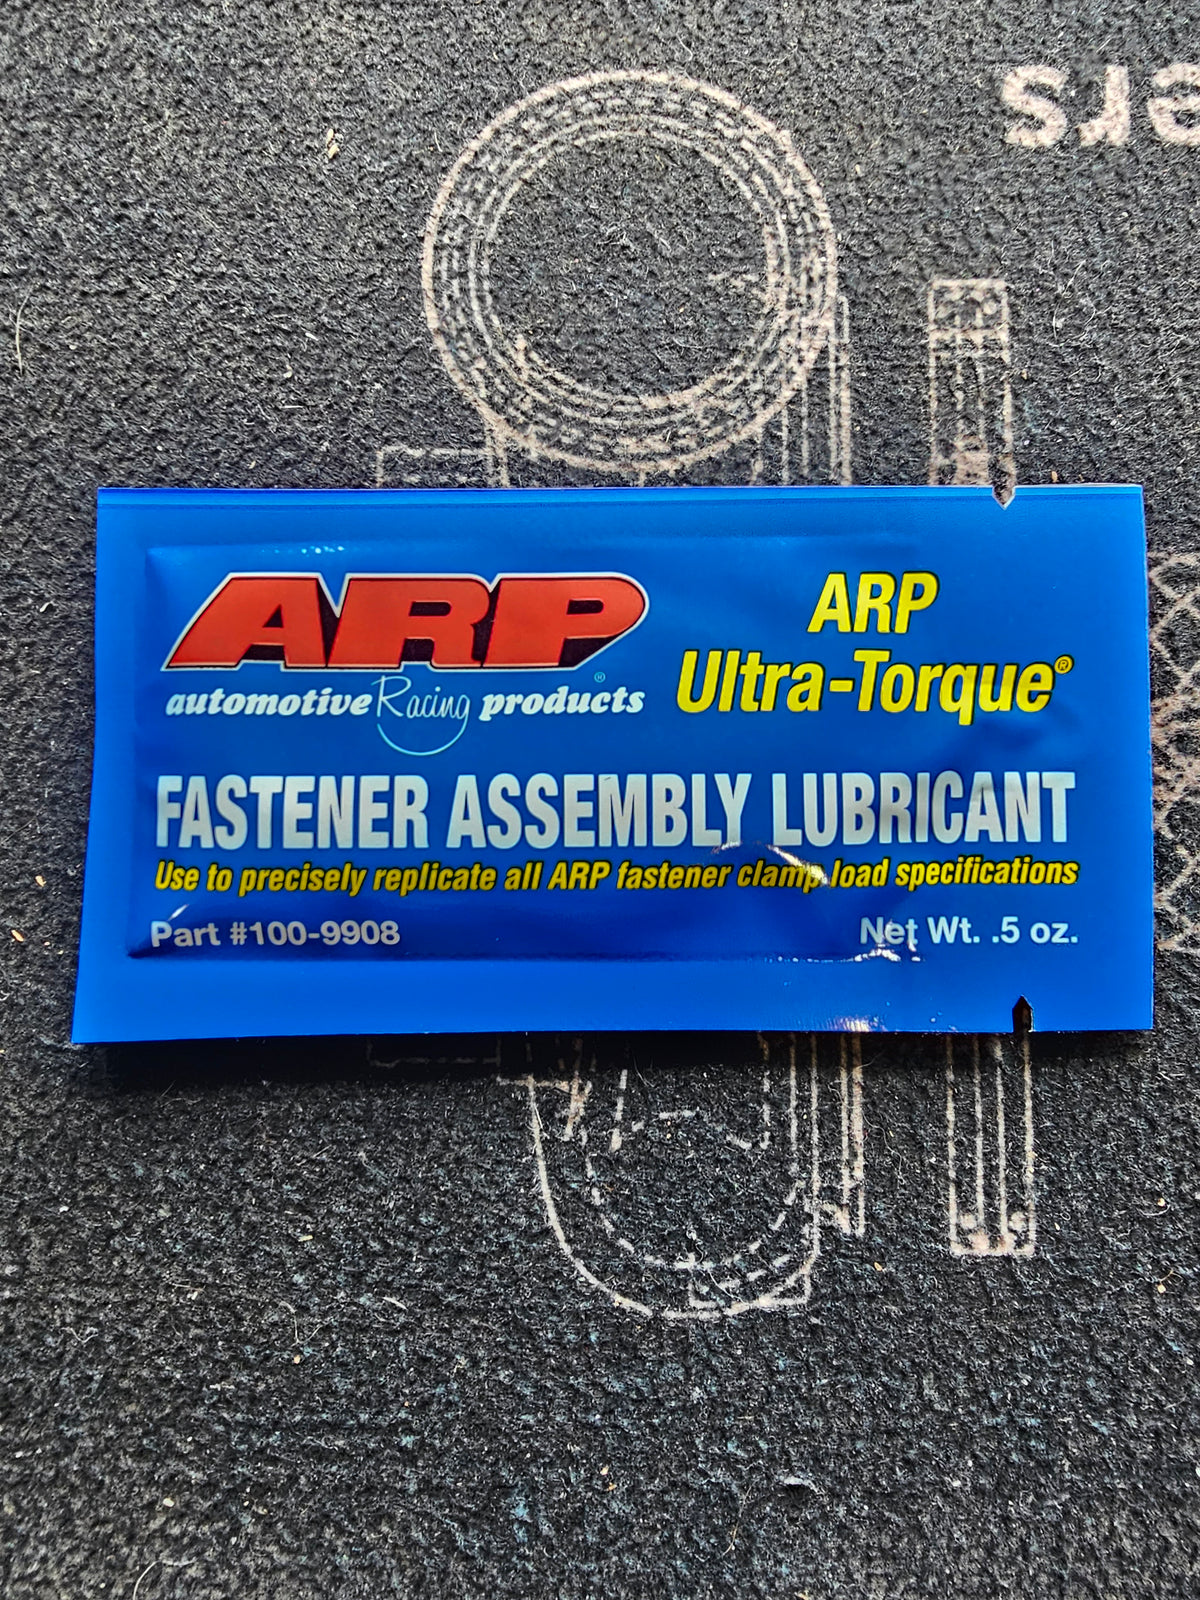 ers
ARP
automotive Racing products®
ARP
Ultra-Torque®
FASTENER ASSEMBLY LUBRICANT
Use to precisely replicate all ARP fastener clamp load specifications
Part #100-9908
Net Wt. .5 oz.